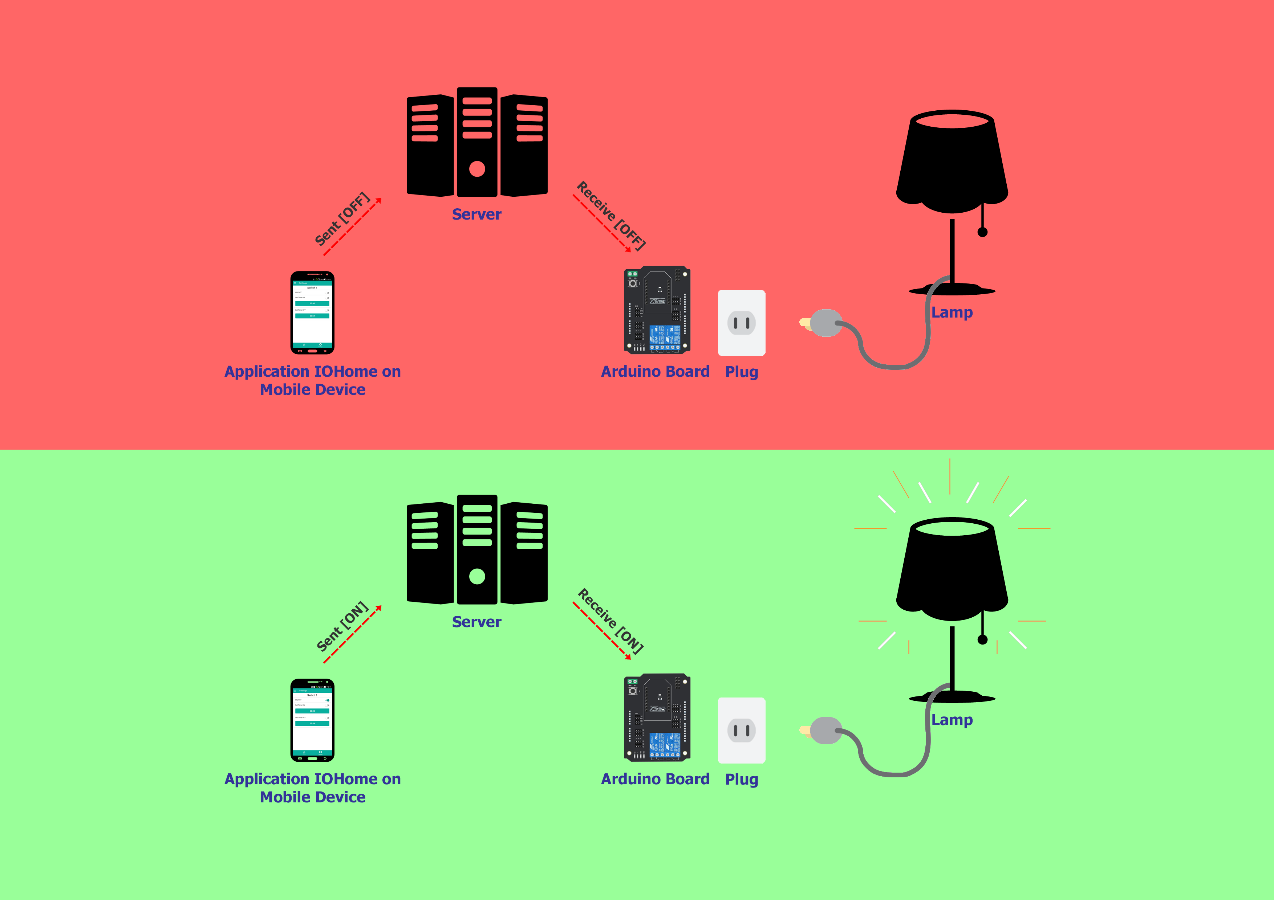 Server
Sent [OFF]
Receive [OFF]
Lamp
Application IOHome on
Mobile Device
Arduino Board
Plug
Server
Sent [ON]
Receive [ON]
Lamp
Application IOHome on
Mobile Device
Arduino Board
Plug